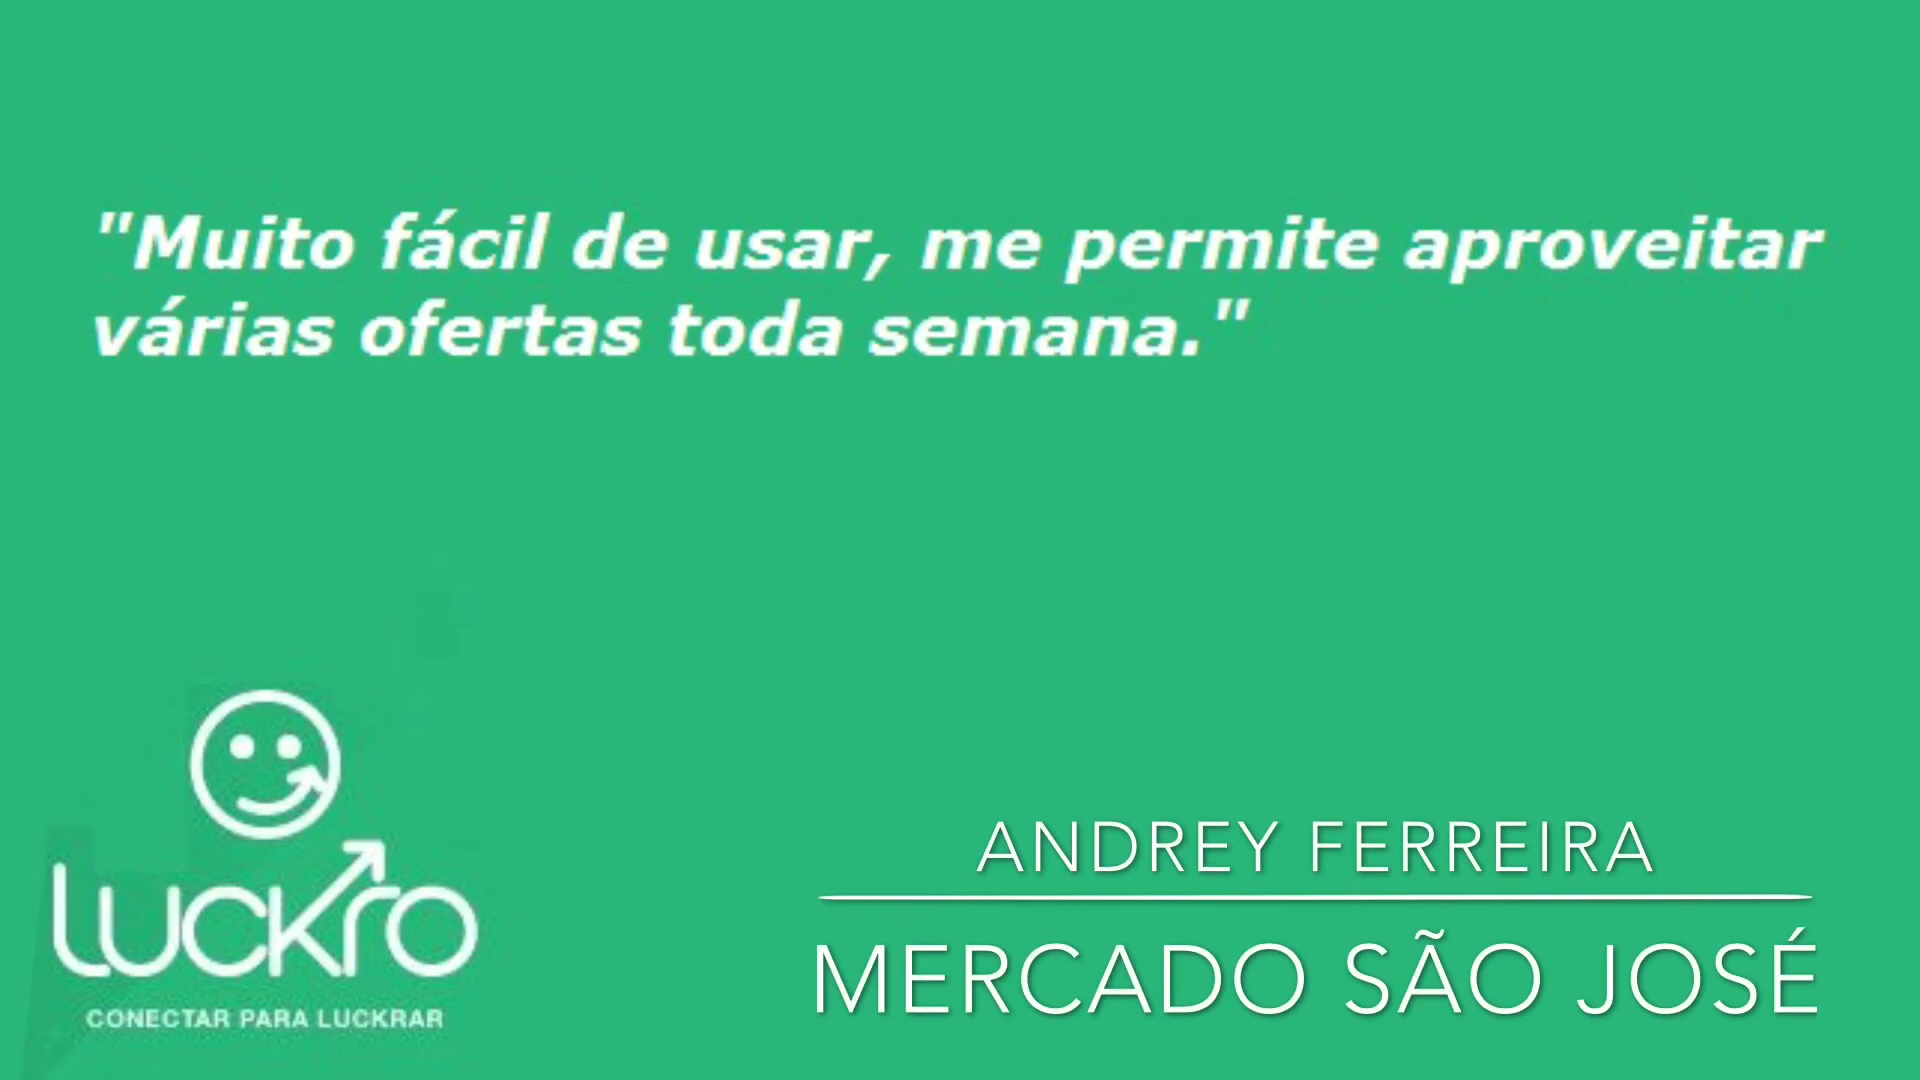 "Muito fácil de usar, me permite aproveitar
várias ofertas toda semana."
Luckro
CONECTAR PARA LUCKRAR
ANDREY FERREIRA
MERCADO SÃO JOSÉ